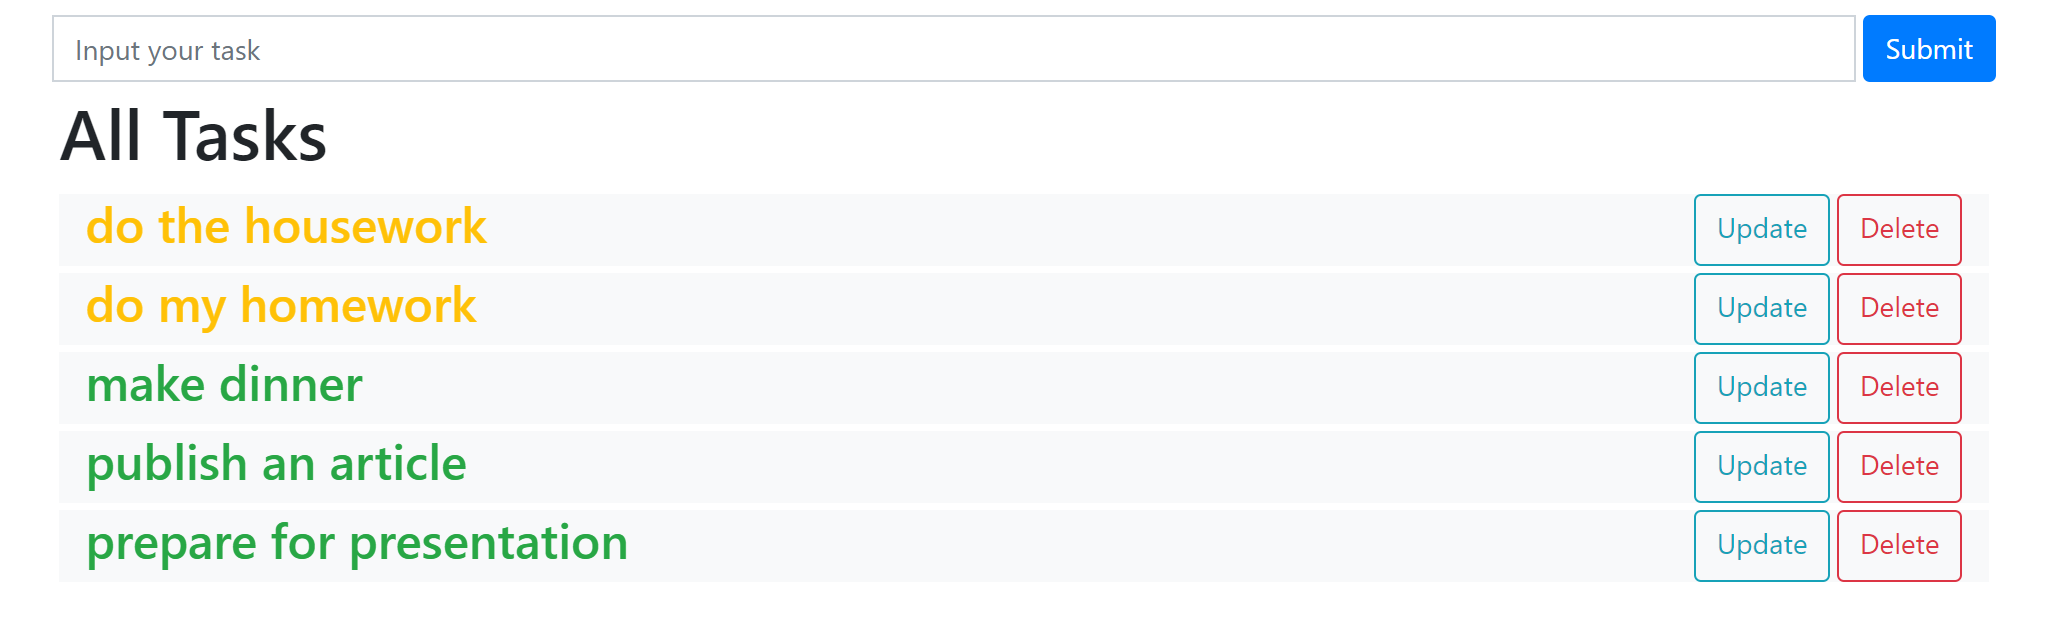 Input your task Submit
All Tasks
do the housework Update Delete
do my homework Update Delete
make dinner Update Delete
publish an article Update Delete
prepare for presentation Update Delete